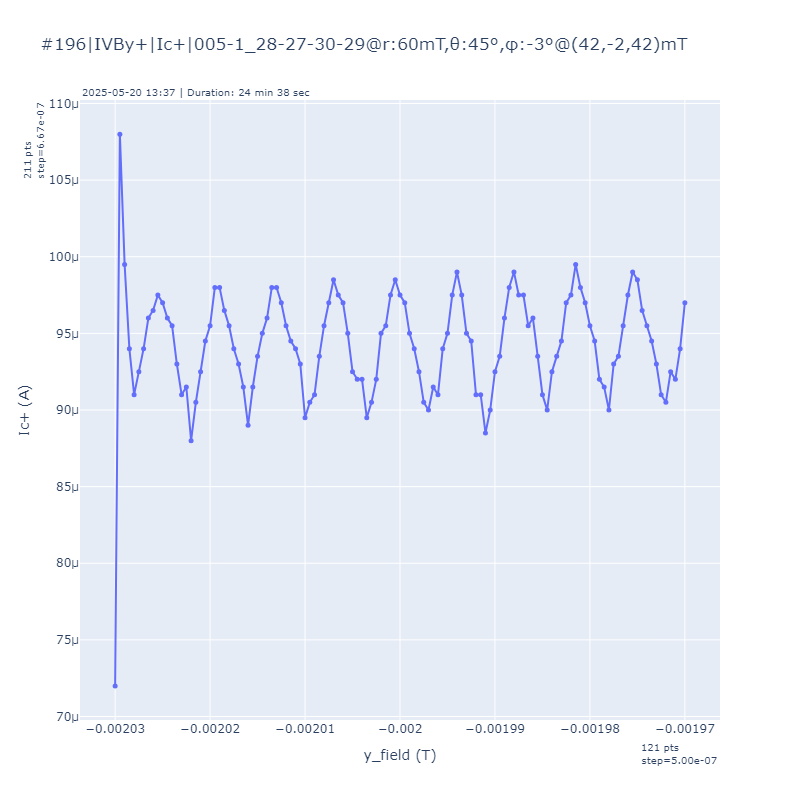 #196|IVBy+|Ic+|005-1_28-27-30-29@r:60mT,θ:45°,φ:-3°@(42,-2,42)mT
2025-05-20 13:37 | Duration: 24 min 38 sec
211 pts
step=6.67e-07
110μ
105μ
100μ
95μ
90μ
85μ
80μ
75μ
70μ
Ic+ (A)
−0.00203
−0.00202
−0.00201
−0.002
−0.00199
−0.00198
−0.00197
y_field (T)
121 pts
step=5.00e-07